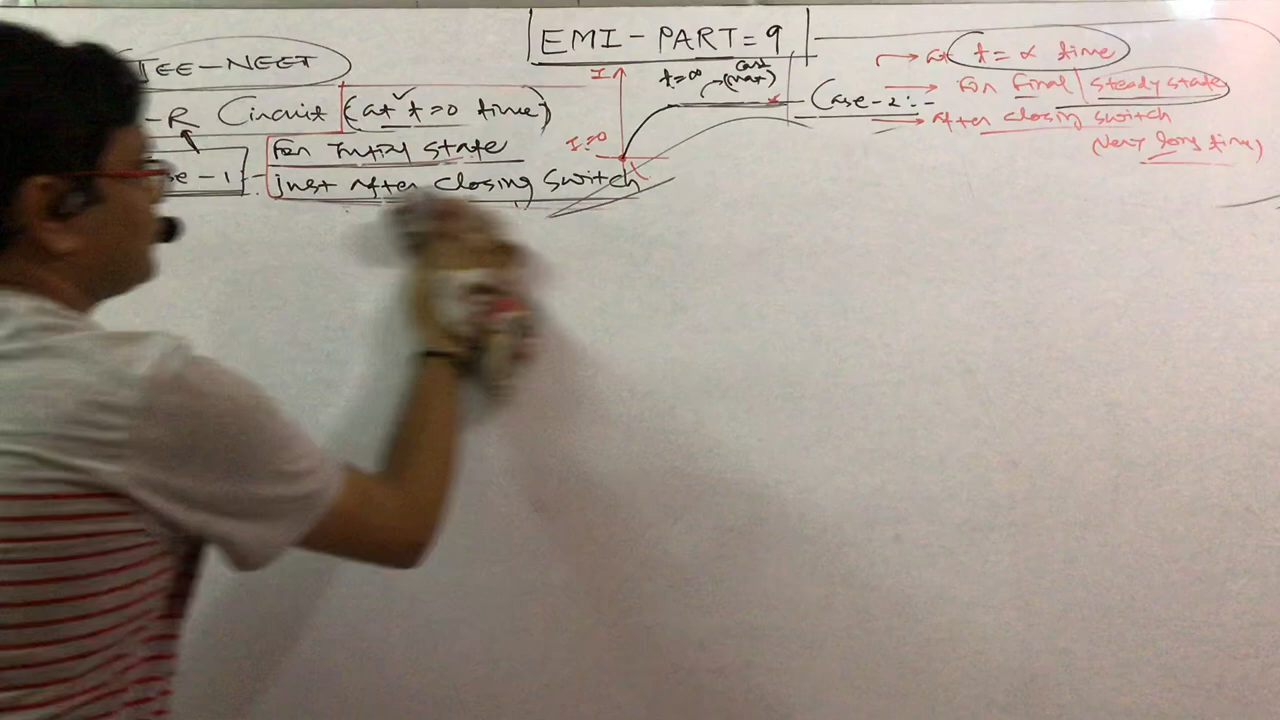 EMI - PART = 9
JEE-NEET
-R Circuit (at t=0 time)
For Initial state
se - 1
just after closing switch
I
I=0
t
t=∞
(max)
Case-2:-
at t=∝ time
For Final steady state
After closing switch
(very long time)